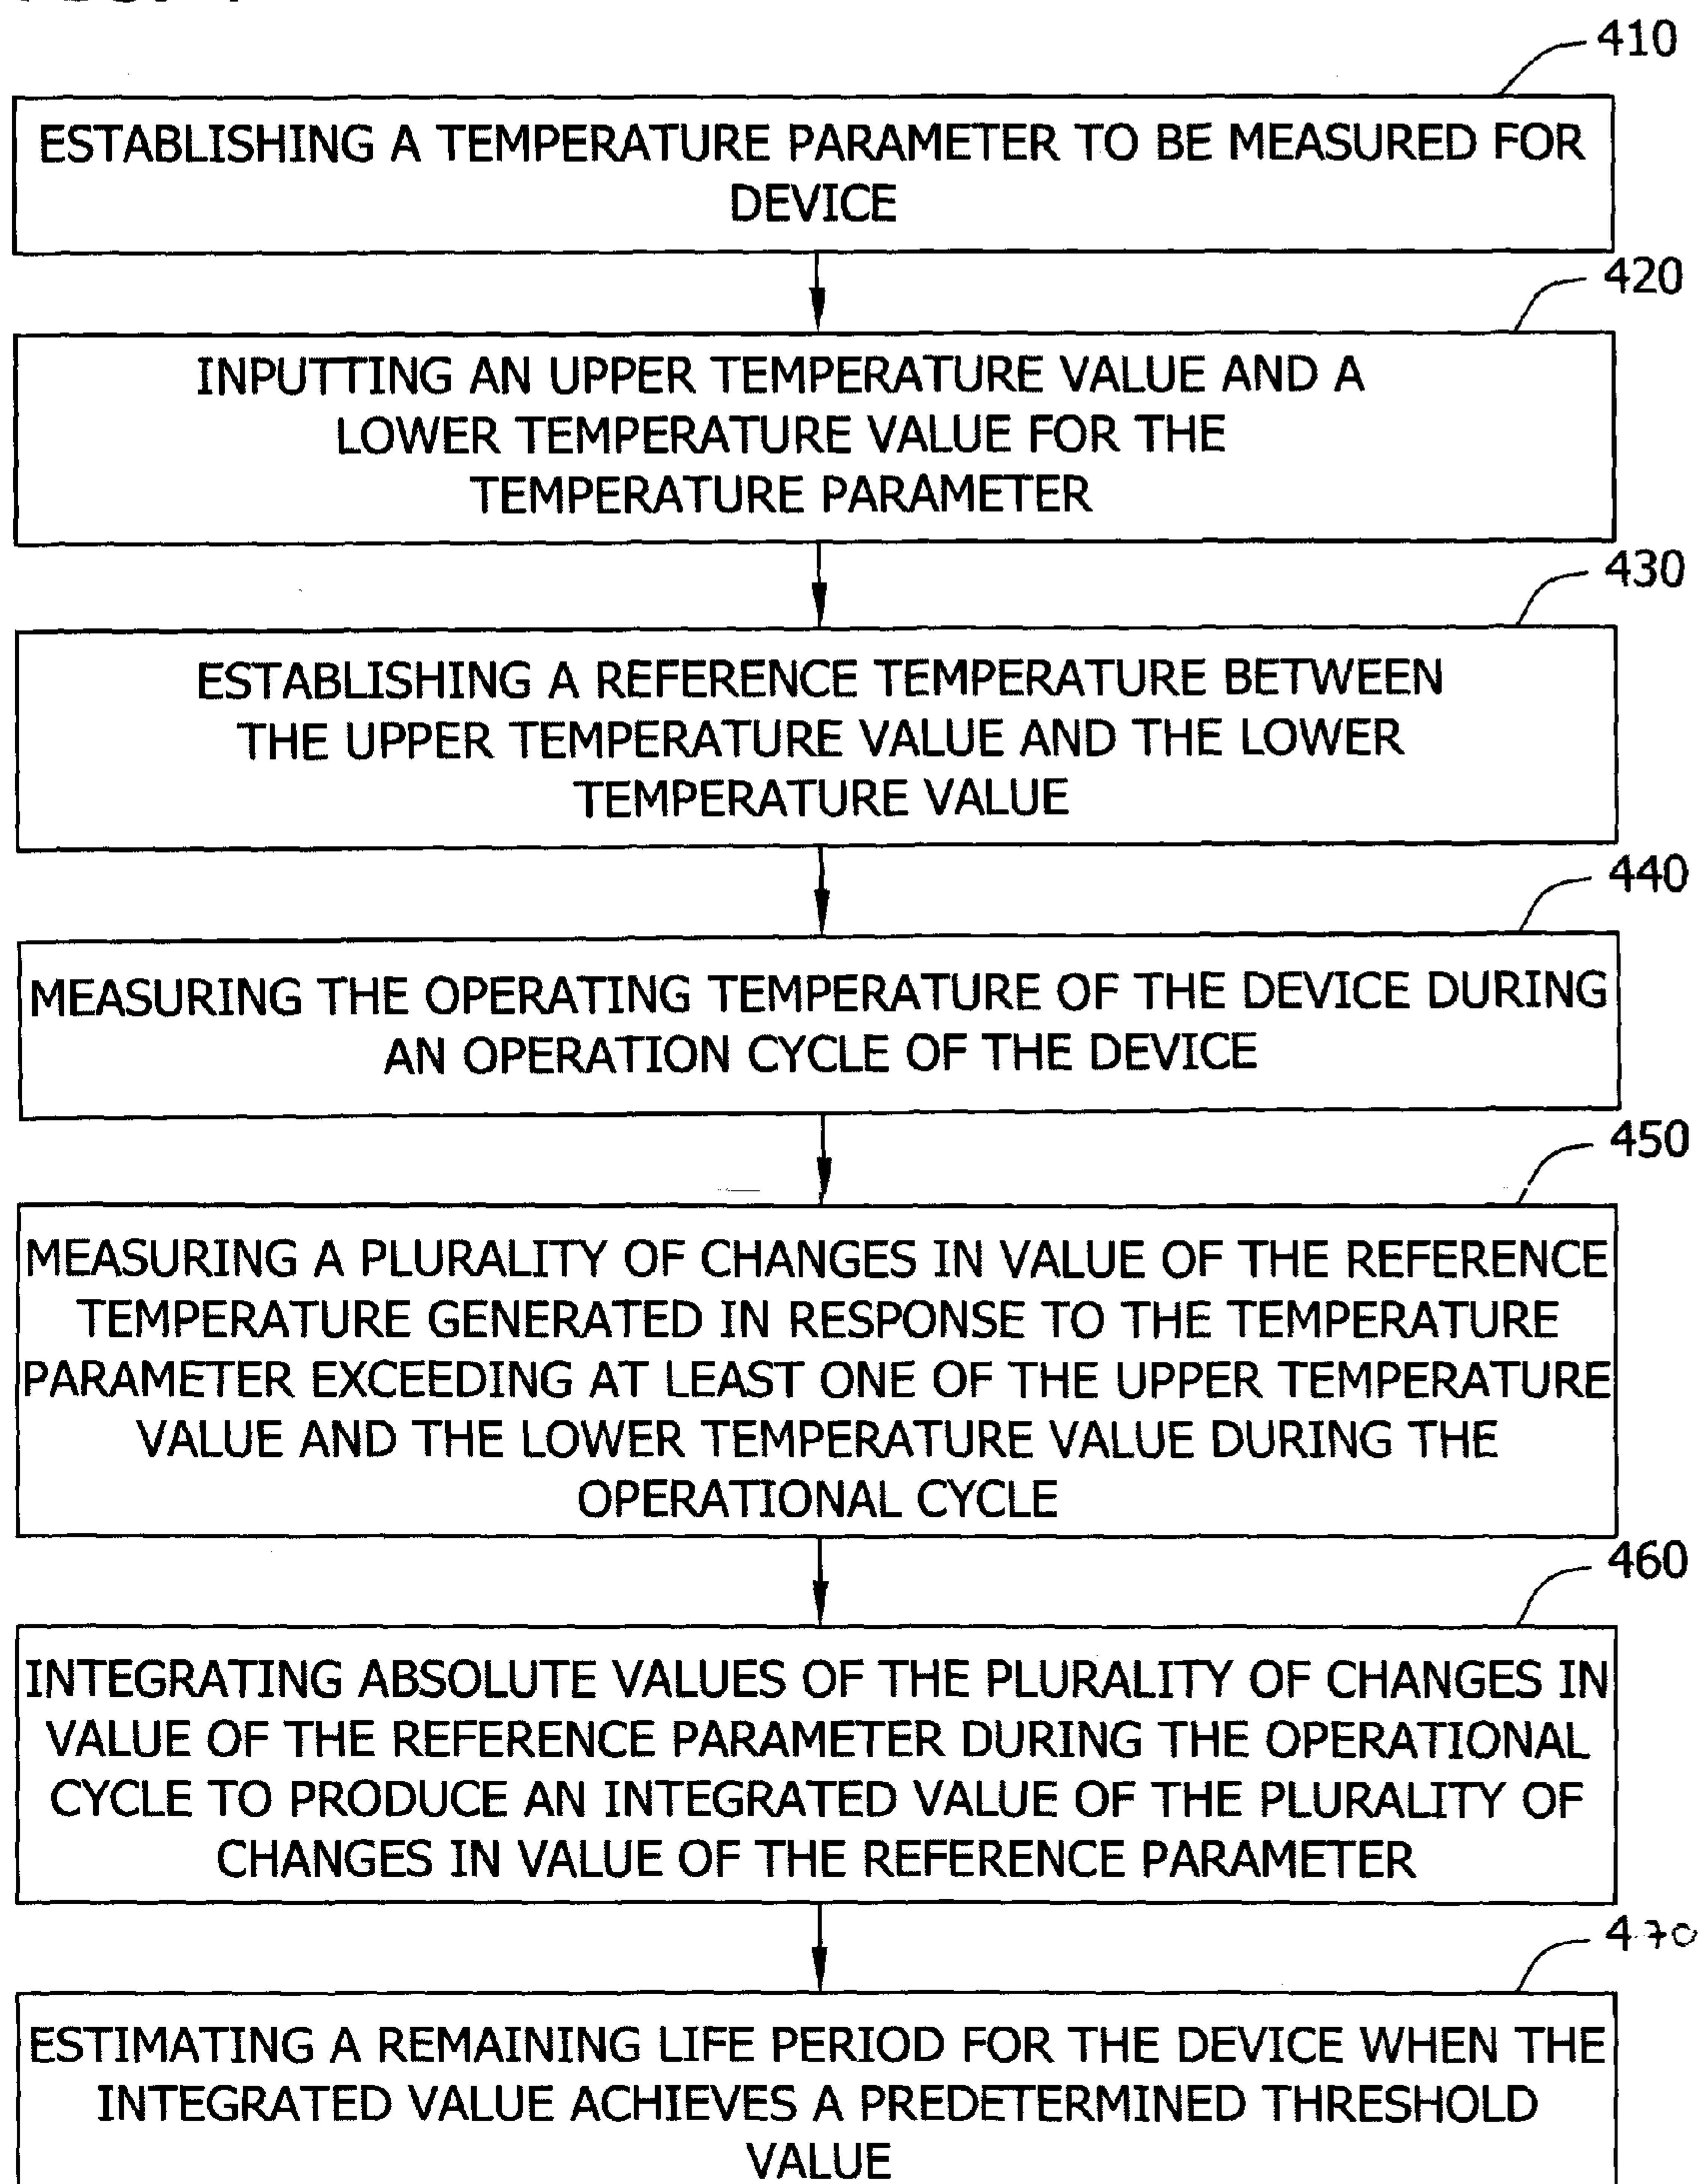 410
ESTABLISHING A TEMPERATURE PARAMETER TO BE MEASURED FOR
DEVICE
420
INPUTTING AN UPPER TEMPERATURE VALUE AND A
LOWER TEMPERATURE VALUE FOR THE
TEMPERATURE PARAMETER
430
ESTABLISHING A REFERENCE TEMPERATURE BETWEEN
THE UPPER TEMPERATURE VALUE AND THE LOWER
TEMPERATURE VALUE
440
MEASURING THE OPERATING TEMPERATURE OF THE DEVICE DURING
AN OPERATION CYCLE OF THE DEVICE
450
MEASURING A PLURALITY OF CHANGES IN VALUE OF THE REFERENCE
TEMPERATURE GENERATED IN RESPONSE TO THE TEMPERATURE
PARAMETER EXCEEDING AT LEAST ONE OF THE UPPER TEMPERATURE
VALUE AND THE LOWER TEMPERATURE VALUE DURING THE
OPERATIONAL CYCLE
460
INTEGRATING ABSOLUTE VALUES OF THE PLURALITY OF CHANGES IN
VALUE OF THE REFERENCE PARAMETER DURING THE OPERATIONAL
CYCLE TO PRODUCE AN INTEGRATED VALUE OF THE PLURALITY OF
CHANGES IN VALUE OF THE REFERENCE PARAMETER
470
ESTIMATING A REMAINING LIFE PERIOD FOR THE DEVICE WHEN THE
INTEGRATED VALUE ACHIEVES A PREDETERMINED THRESHOLD
VALUE